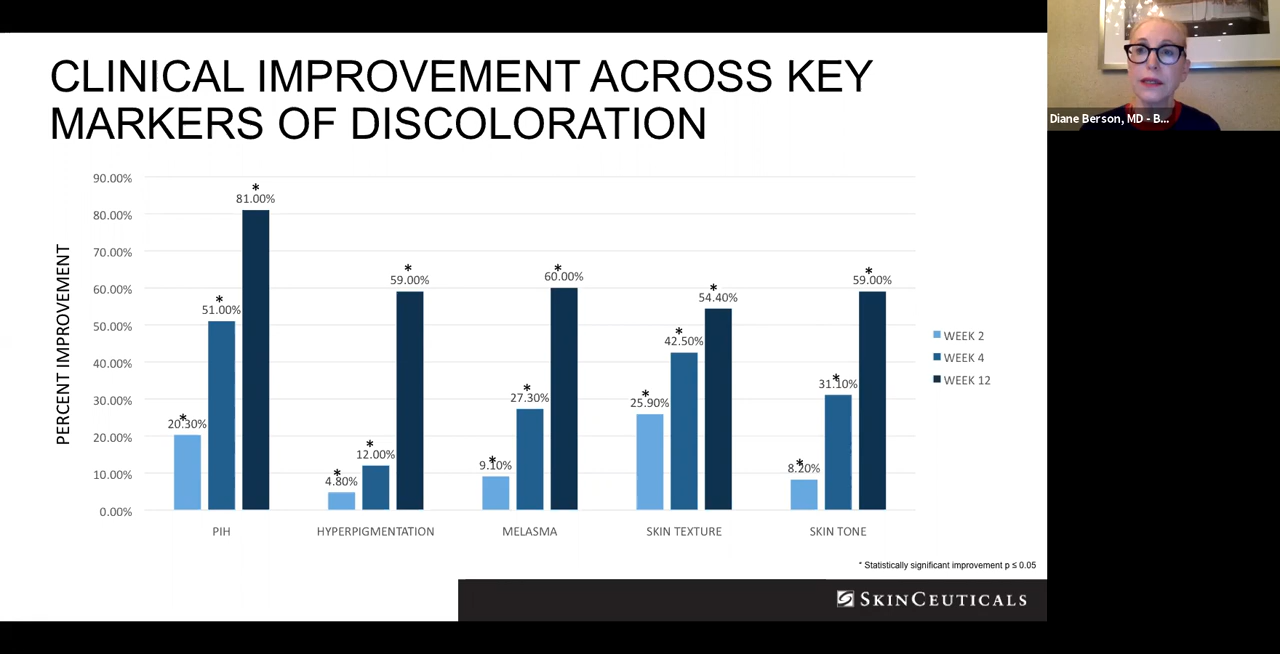 CLINICAL IMPROVEMENT ACROSS KEY
MARKERS OF DISCOLORATION
Diane Berson, MD - B...
PERCENT IMPROVEMENT
90.00%
80.00%
70.00%
60.00%
50.00%
40.00%
30.00%
20.00%
10.00%
0.00%
*
20.30%
*
51.00%
*
81.00%
*
4.80%
*
12.00%
*
59.00%
*
9.10%
*
27.30%
*
60.00%
*
25.90%
*
42.50%
*
54.40%
*
8.20%
*
31.10%
*
59.00%
PIH
HYPERPIGMENTATION
MELASMA
SKIN TEXTURE
SKIN TONE
WEEK 2
WEEK 4
WEEK 12
* Statistically significant improvement p ≤ 0.05
SKINCEUTICALS